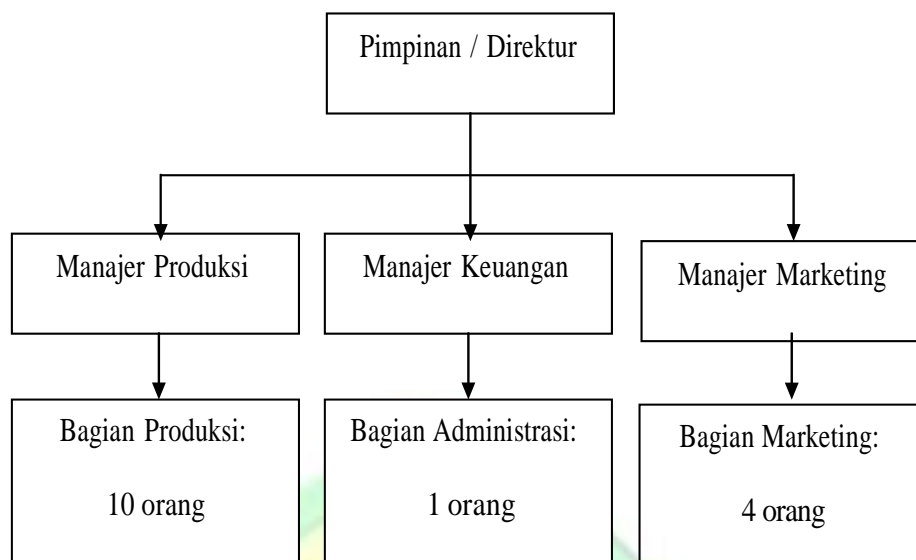 Pimpinan / Direktur
Manajer Produksi
Manajer Keuangan
Manajer Marketing
Bagian Produksi:
10 orang
Bagian Administrasi:
1 orang
Bagian Marketing:
4 orang